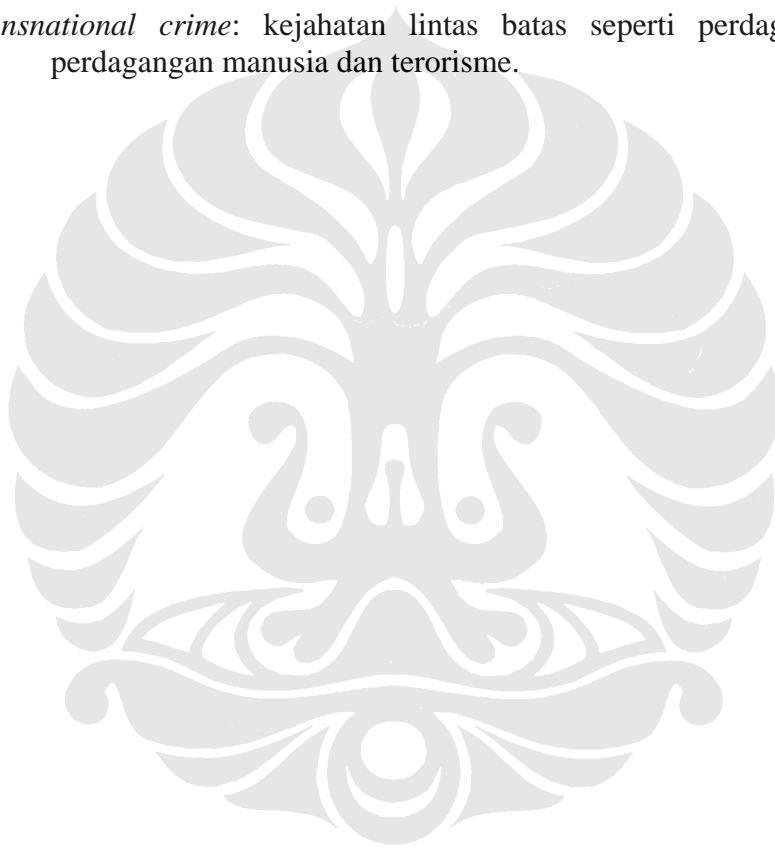 nsnational crime: kejahatan lintas batas seperti perdag
perdagangan manusia dan terorisme.